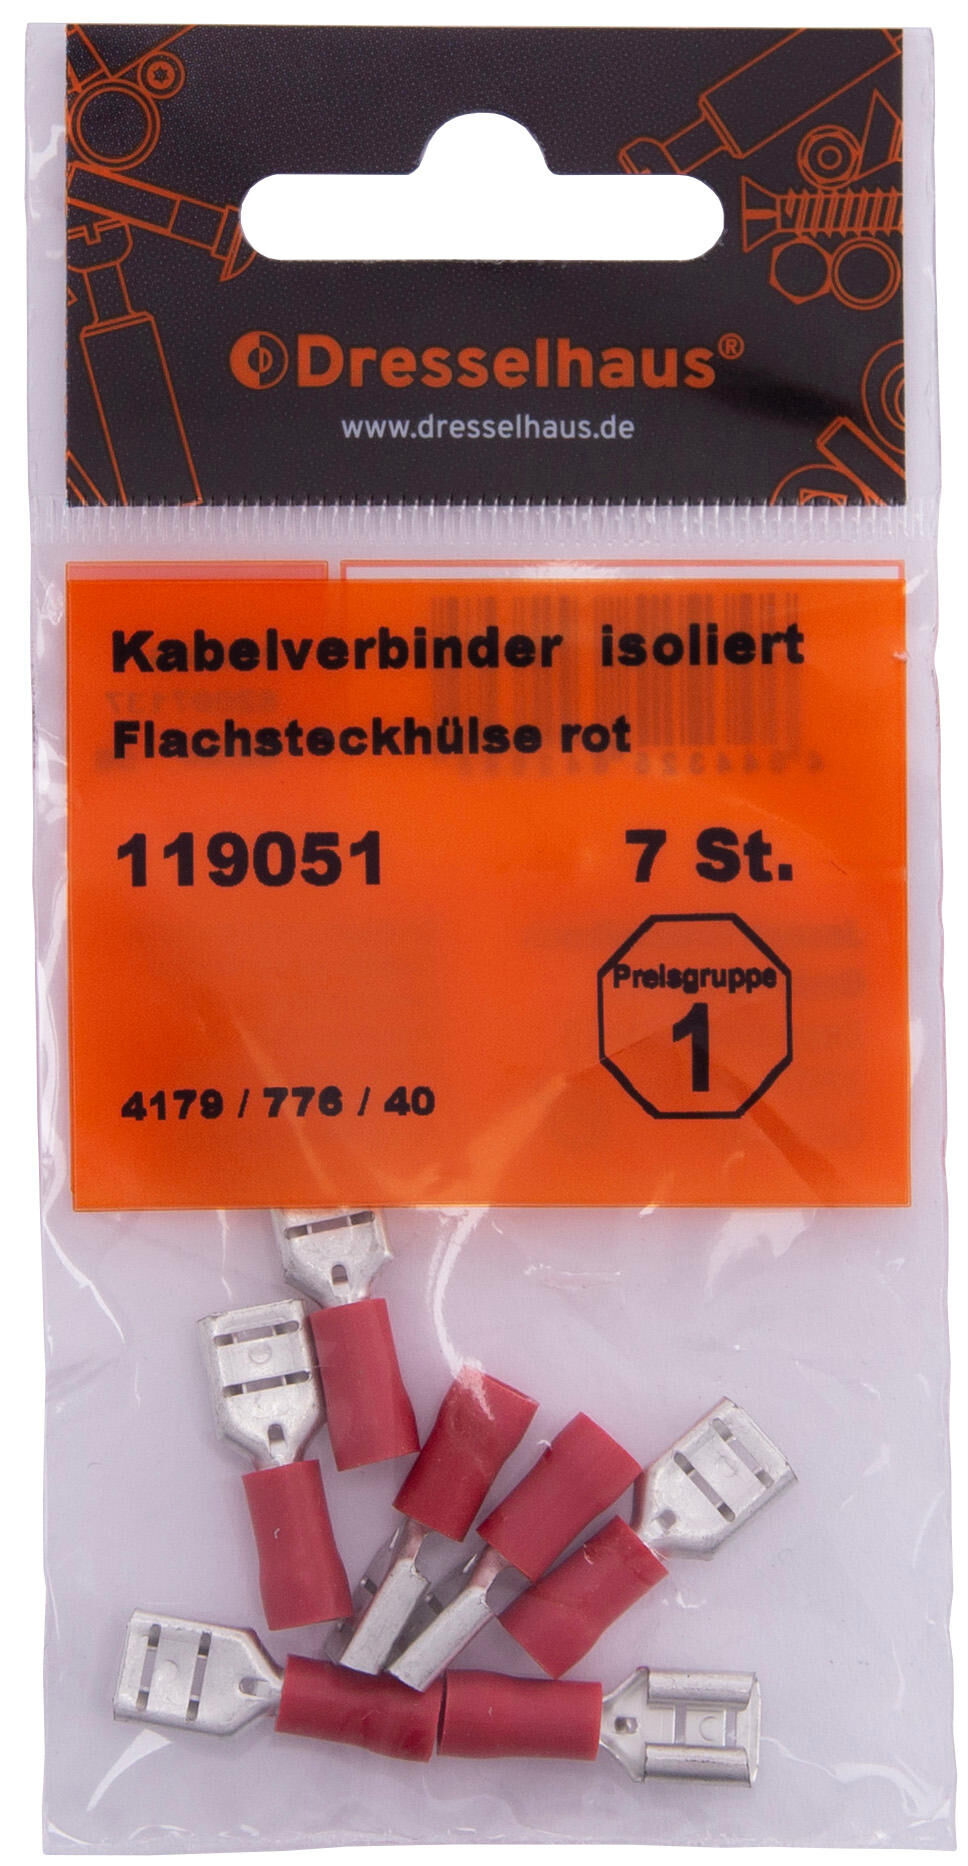 Dresselhaus®
www.dresselhaus.de
Kabelverbinder isoliert
Flachsteckhülse rot
119051 7 St.
Preisgruppe
1
4179 / 776 / 40